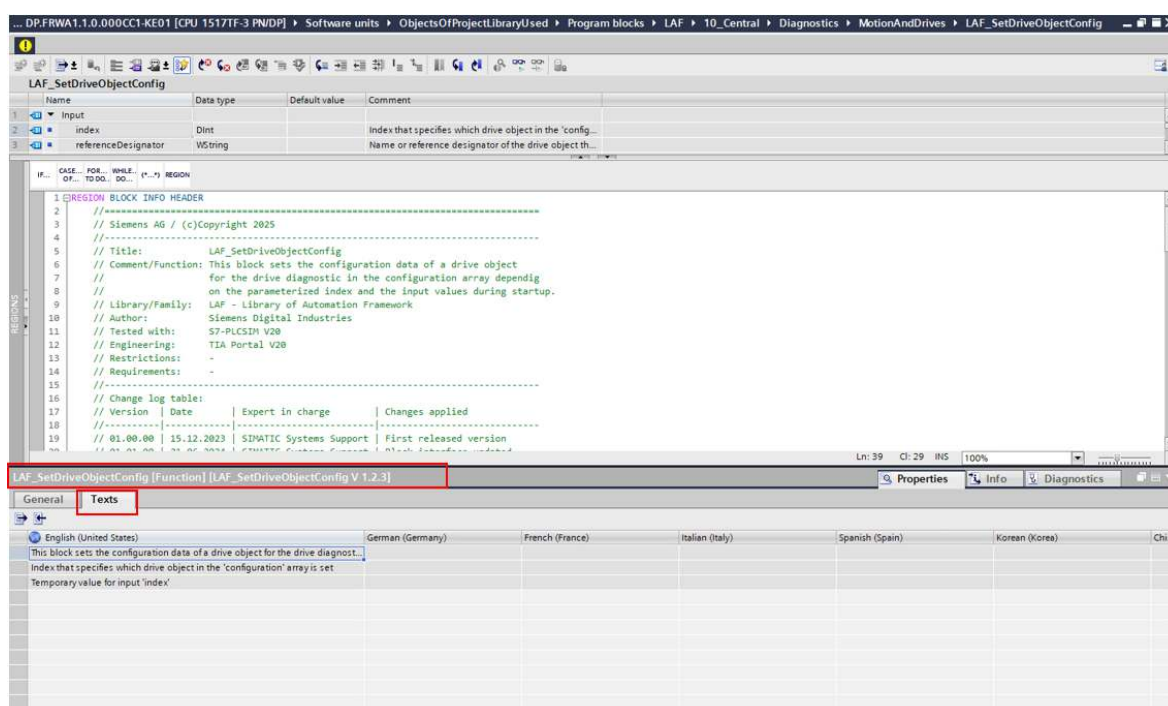 ... DP.FRWA1.1.0.000CC1-KE01 [CPU 1517TF-3 PN/DP] ▸ Software units ▸ ObjectsOfProjectLibraryUsed ▸ Program blocks ▸ LAF ▸ 10_Central ▸ Diagnostics ▸ MotionAndDrives ▸ LAF_SetDriveObjectConfig
LAF_SetDriveObjectConfig
Name Data type Default value Comment
1 Input
2 index DInt Index that specifies which drive object in the 'config...
3 referenceDesignator WString Name or reference designator of the drive object th...
IF... CASE... OF... FOR... TO DO... WHILE... DO... (*...*) REGION
1 REGION BLOCK INFO HEADER
2 //===============================================================================
3 // Siemens AG / (c)Copyright 2025
4 //-------------------------------------------------------------------------------
5 // Title: LAF_SetDriveObjectConfig
6 // Comment/Function: This block sets the configuration data of a drive object
7 // for the drive diagnostic in the configuration array dependig
8 // on the parameterized index and the input values during startup.
9 // Library/Family: LAF - Library of Automation Framework
10 // Author: Siemens Digital Industries
11 // Tested with: S7-PLCSIM V20
12 // Engineering: TIA Portal V20
13 // Restrictions: -
14 // Requirements: -
15 //-------------------------------------------------------------------------------
16 // Change log table:
17 // Version | Date | Expert in charge | Changes applied
18 //----------|------------|-------------------------|-----------------------------
19 // 01.00.00 | 15.12.2023 | SIMATIC Systems Support | First released version
REGIONS
Ln: 39 Cl: 29 INS 100%
LAF_SetDriveObjectConfig [Function] [LAF_SetDriveObjectConfig V 1.2.3]
Properties Info Diagnostics
General Texts
English (United States) German (Germany) French (France) Italian (Italy) Spanish (Spain) Korean (Korea) Chi
This block sets the configuration data of a drive object for the drive diagnost...
Index that specifies which drive object in the 'configuration' array is set
Temporary value for input 'index'